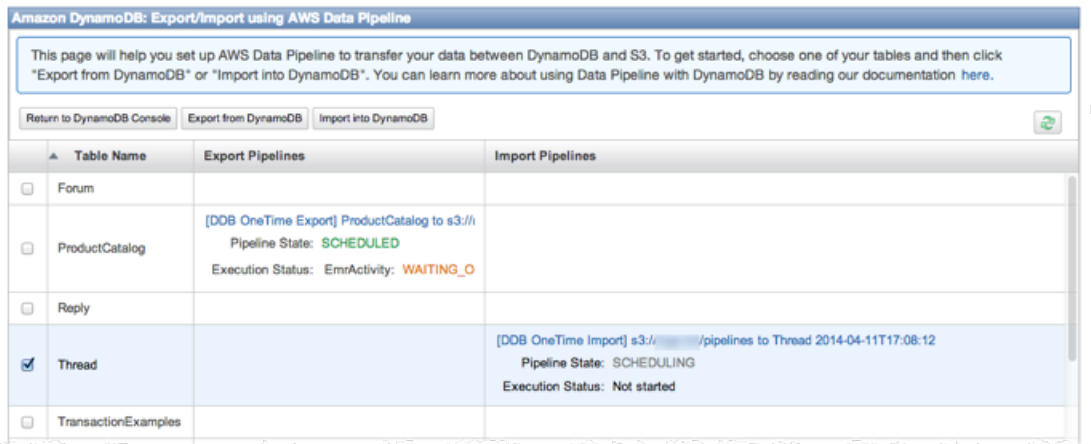 Amazon DynamoDB: Export/Import using AWS Data Pipeline
This page will help you set up AWS Data Pipeline to transfer your data between DynamoDB and S3. To get started, choose one of your tables and then click
"Export from DynamoDB" or "Import into DynamoDB". You can learn more about using Data Pipeline with DynamoDB by reading our documentation here.
Return to DynamoDB Console Export from DynamoDB Import into DynamoDB
Table Name Export Pipelines Import Pipelines
Forum
[DDB OneTime Export] ProductCatalog to s3://
Pipeline State: SCHEDULED
ProductCatalog
Execution Status: EmrActivity: WAITING_O
Reply
[DDB OneTime Import] s3:// /pipelines to Thread 2014-04-11T17:08:12
Pipeline State: SCHEDULING
Thread
Execution Status: Not started
TransactionExamples